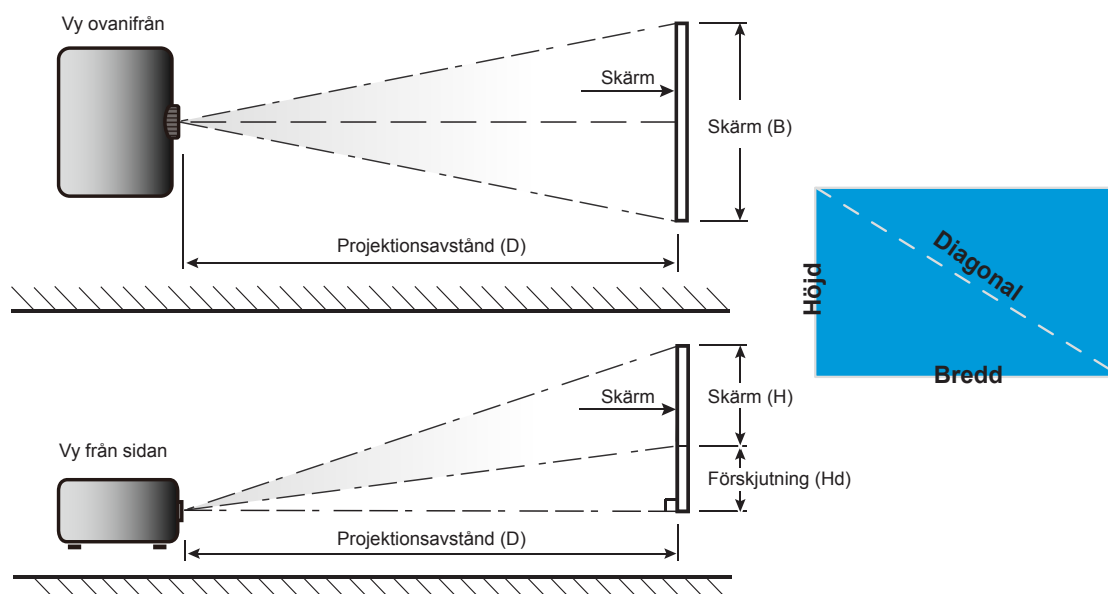 Vy ovanifrån
Skärm
Skärm (B)
Projektionsavstånd (D)
Höjd
Diagonal
Bredd
Vy från sidan
Skärm
Skärm (H)
Förskjutning (Hd)
Projektionsavstånd (D)